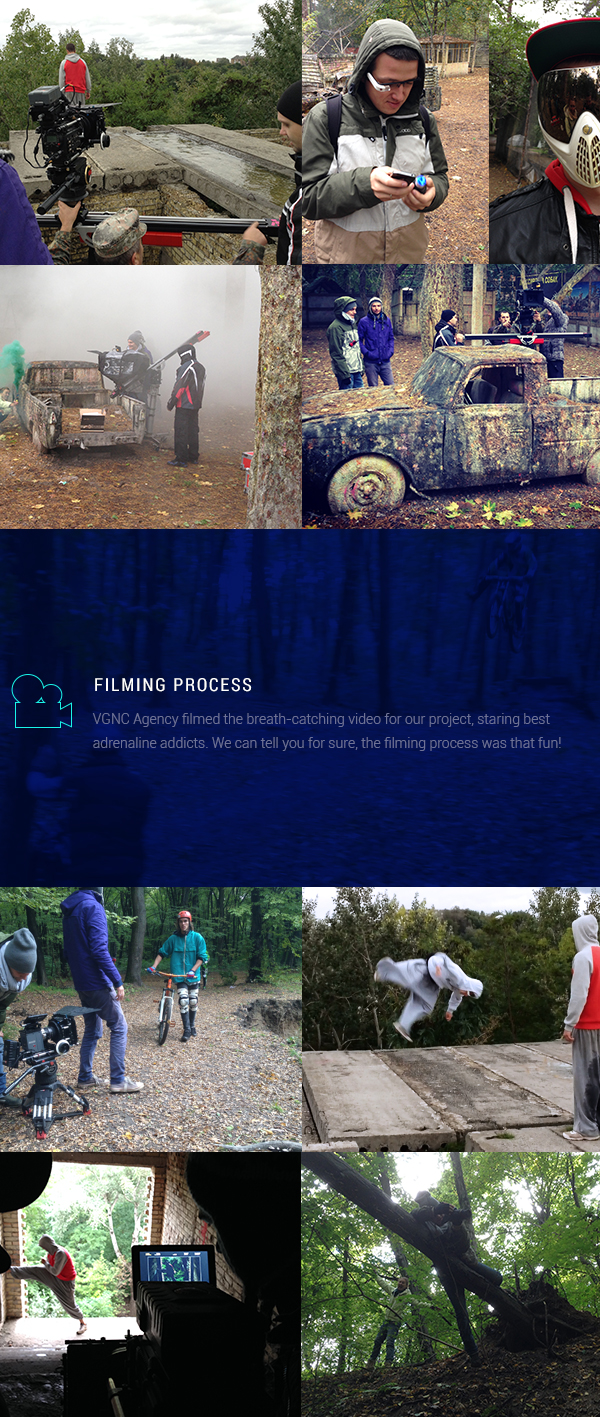 FILMING PROCESS
VGNC Agency filmed the breath-catching video for our project, staring best
adrenaline addicts. We can tell you for sure, the filming process was that fun!